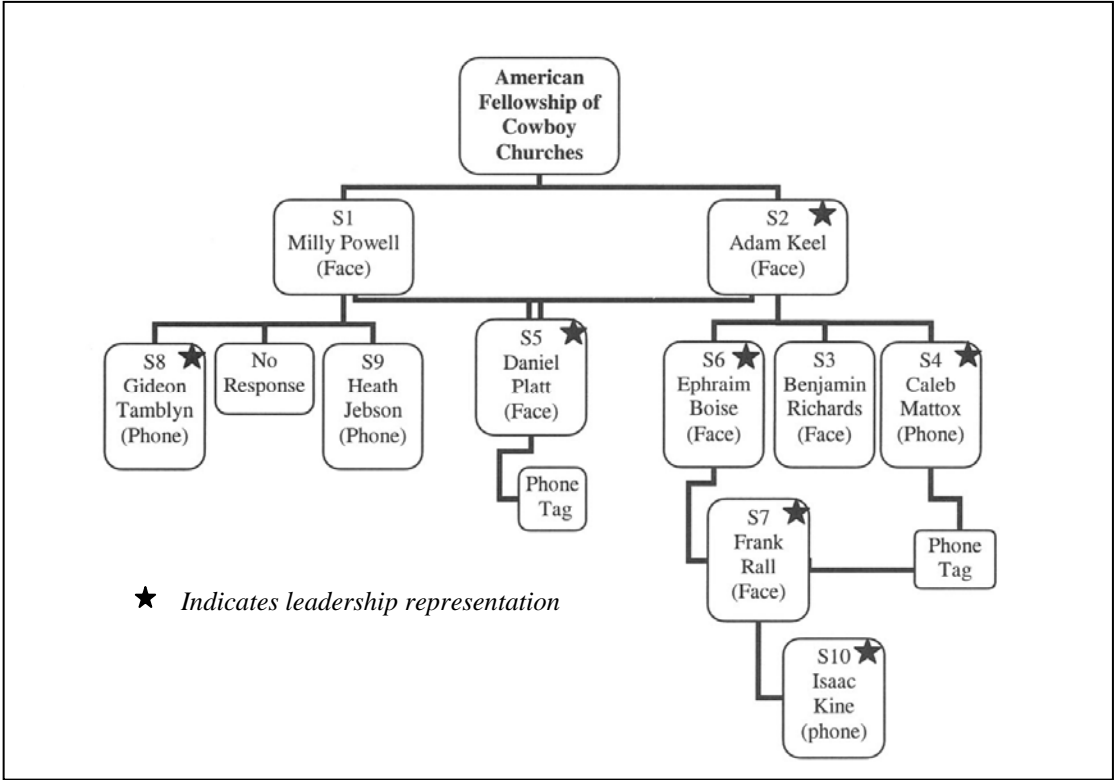 American
Fellowship of
Cowboy
Churches
S1
Milly Powell
(Face)
S2
Adam Keel
(Face)
S8
Gideon
Tamblyn
(Phone)
No
Response
S9
Heath
Jebson
(Phone)
S5
Daniel
Platt
(Face)
Phone
Tag
S6
Ephraim
Boise
(Face)
S3
Benjamin
Richards
(Face)
S4
Caleb
Mattox
(Phone)
S7
Frank
Rall
(Face)
Phone
Tag
S10
Isaac
Kine
(phone)
Indicates leadership representation